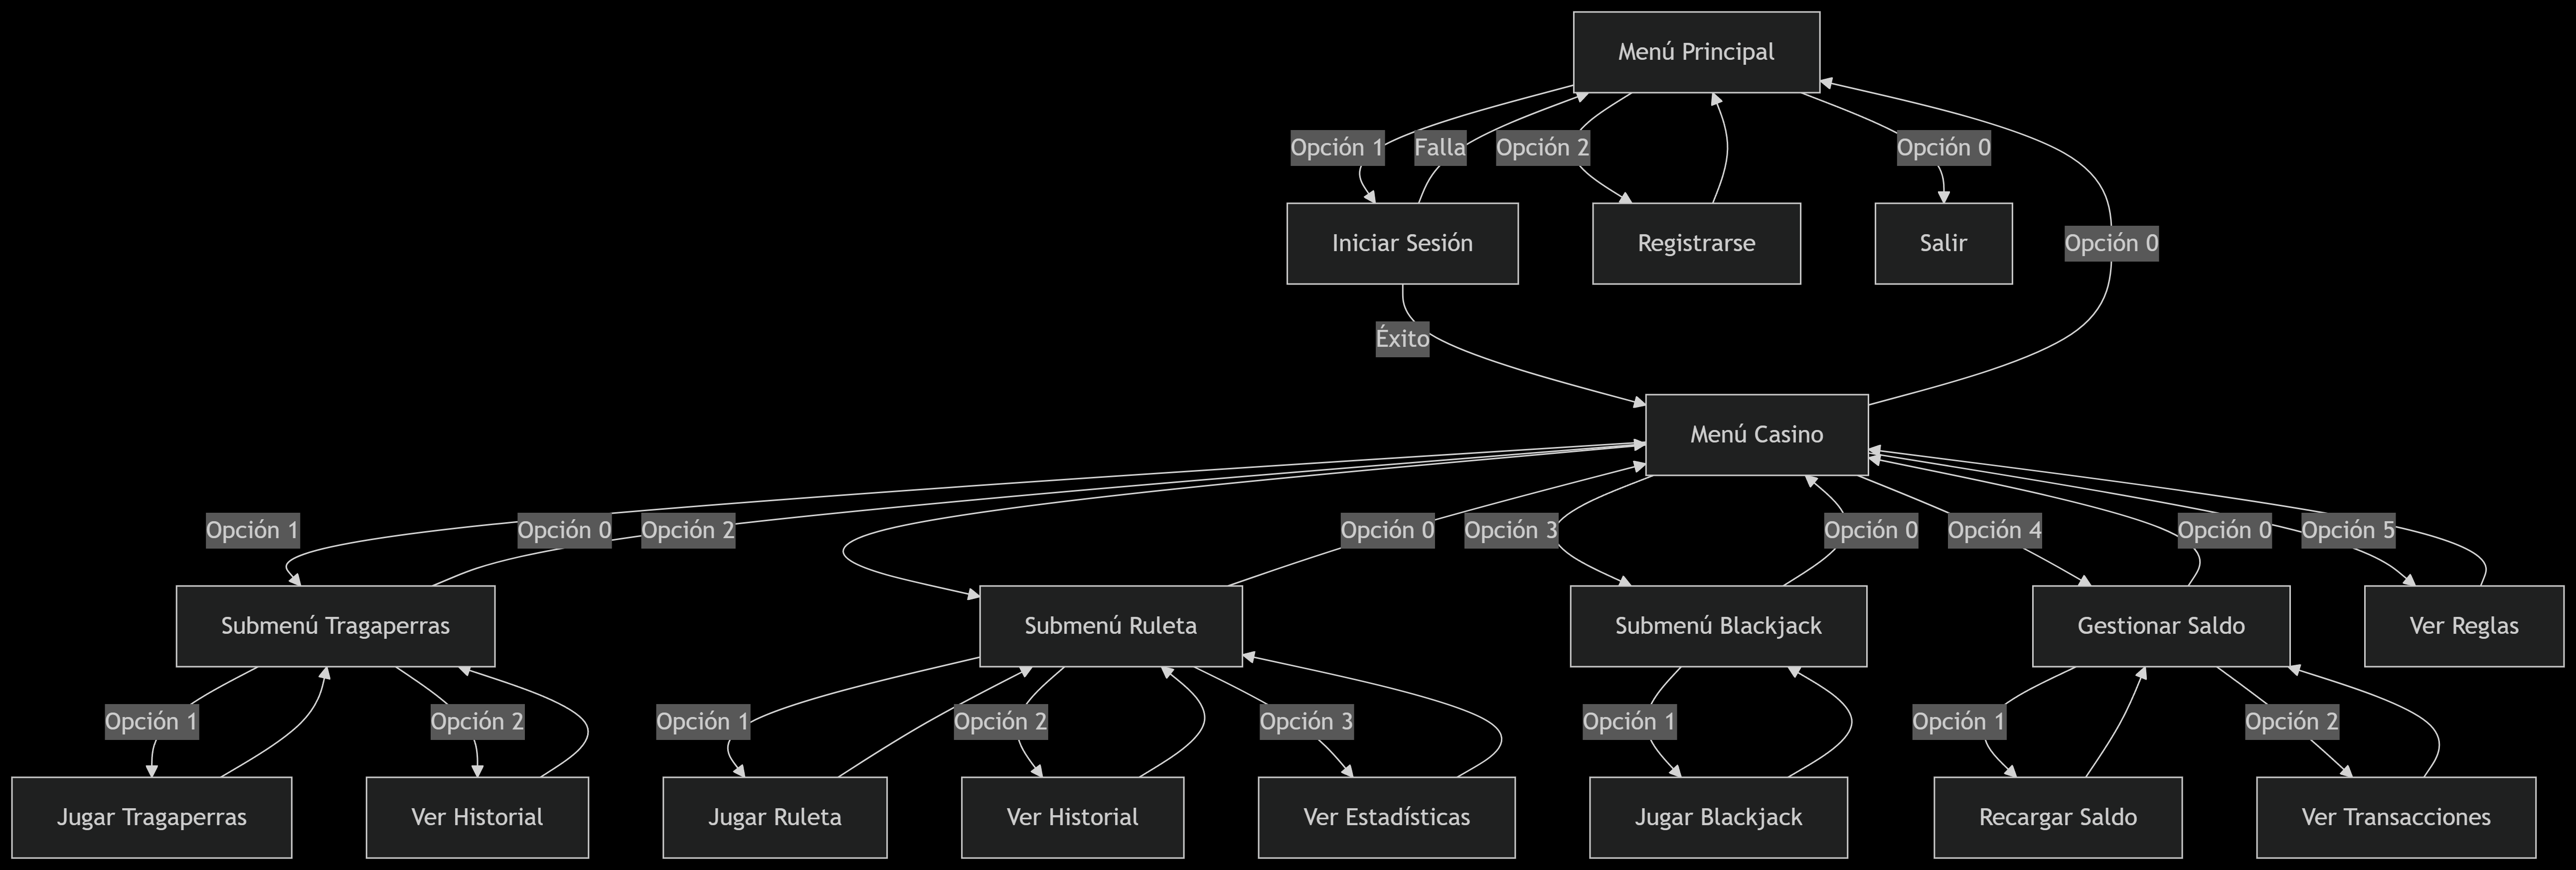 Menú Principal
Opción 1
Falla
Opción 2
Opción 0
Iniciar Sesión
Registrarse
Salir
Opción 0
Éxito
Menú Casino
Opción 1
Opción 0
Opción 2
Opción 0
Opción 3
Opción 0
Opción 4
Opción 0
Opción 5
Submenú Tragaperras
Submenú Ruleta
Submenú Blackjack
Gestionar Saldo
Ver Reglas
Opción 1
Opción 2
Opción 1
Opción 2
Opción 3
Opción 1
Opción 1
Opción 2
Jugar Tragaperras
Ver Historial
Jugar Ruleta
Ver Historial
Ver Estadísticas
Jugar Blackjack
Recargar Saldo
Ver Transacciones